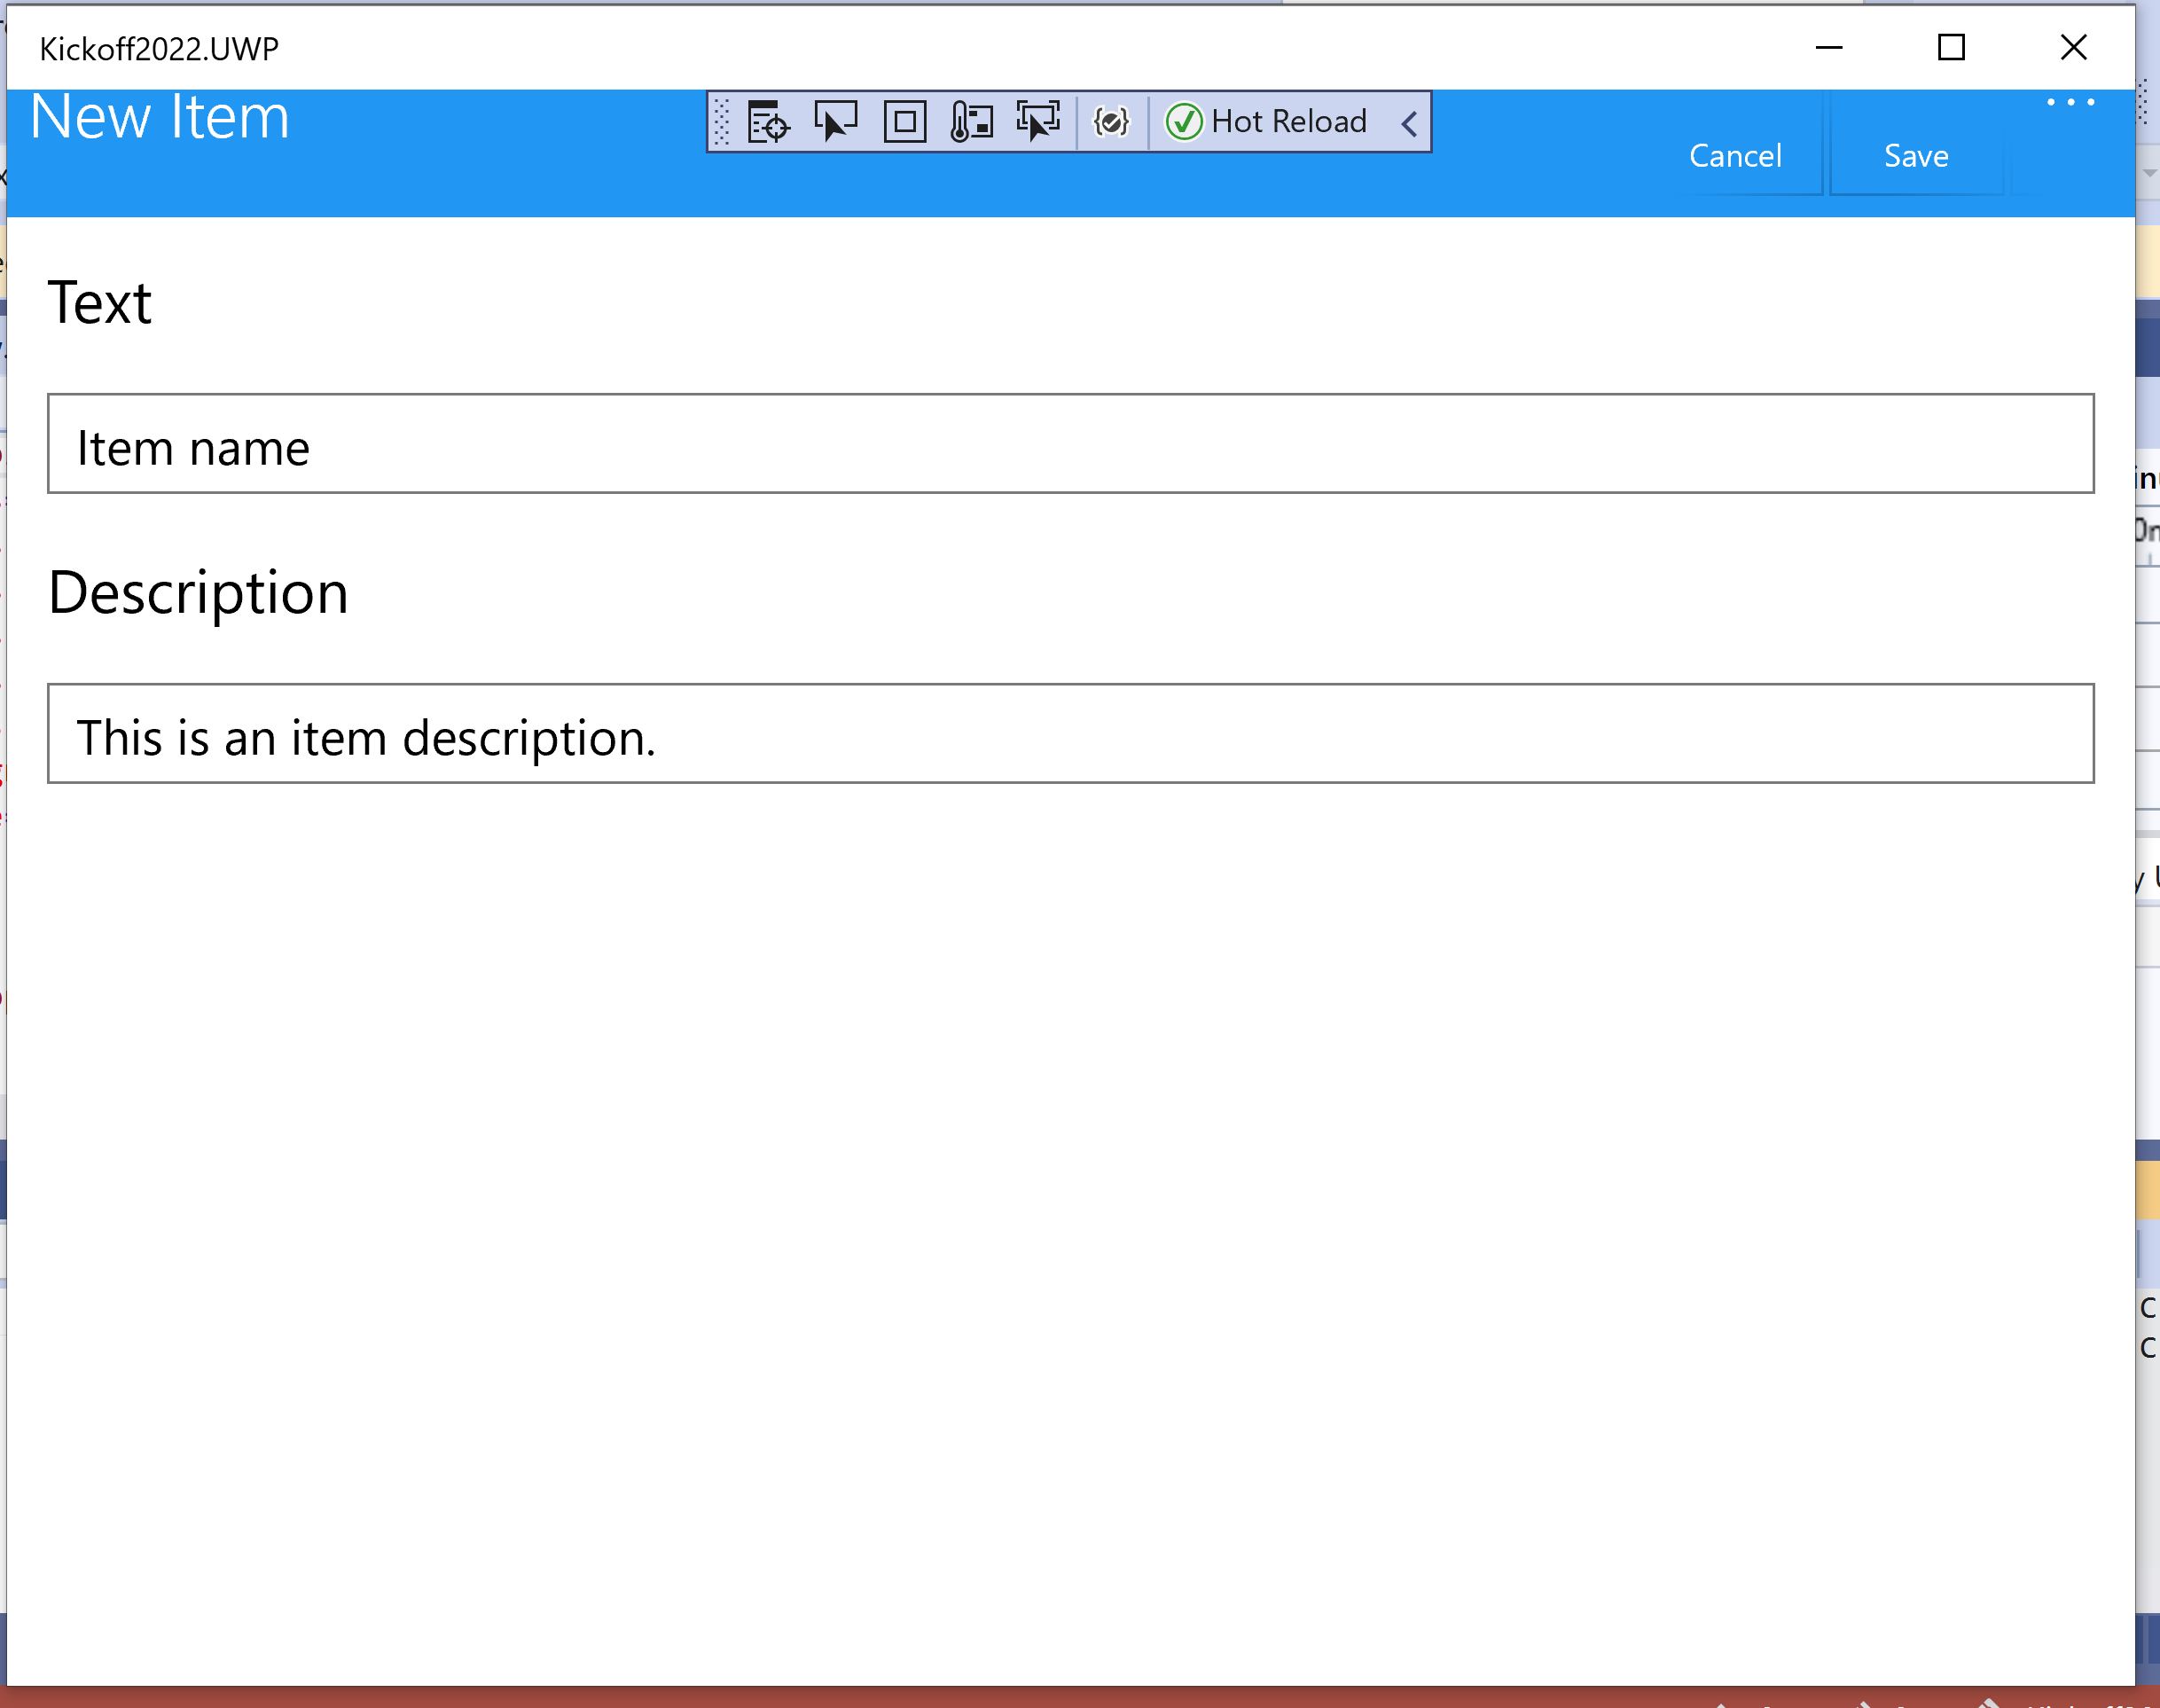 Kickoff2022.UWP
New Item
Hot Reload
Cancel
Save
Text
Item name
Description
This is an item description.